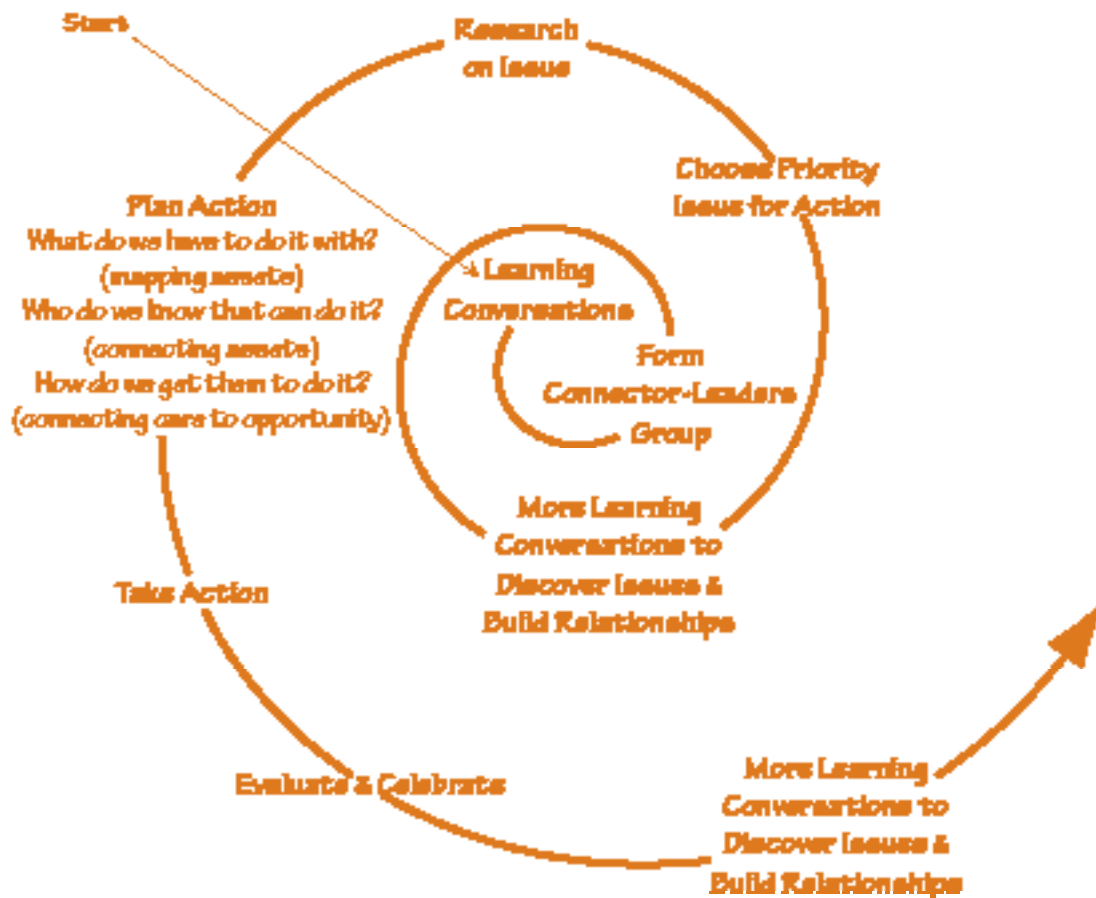 Start
Learning
Conversations
Form
Connector-Leaders
Group
More Learning
Conversations to
Discover Issues &
Build Relationships
Choose Priority
Issue for Action
Research
on Issue
Plan Action
What do we have to do it with?
(mapping assets)
Who do we know that can do it?
(connecting assets)
How do we get them to do it?
(connecting care to opportunity)
Take Action
Evaluate & Celebrate
More Learning
Conversations to
Discover Issues &
Build Relationships